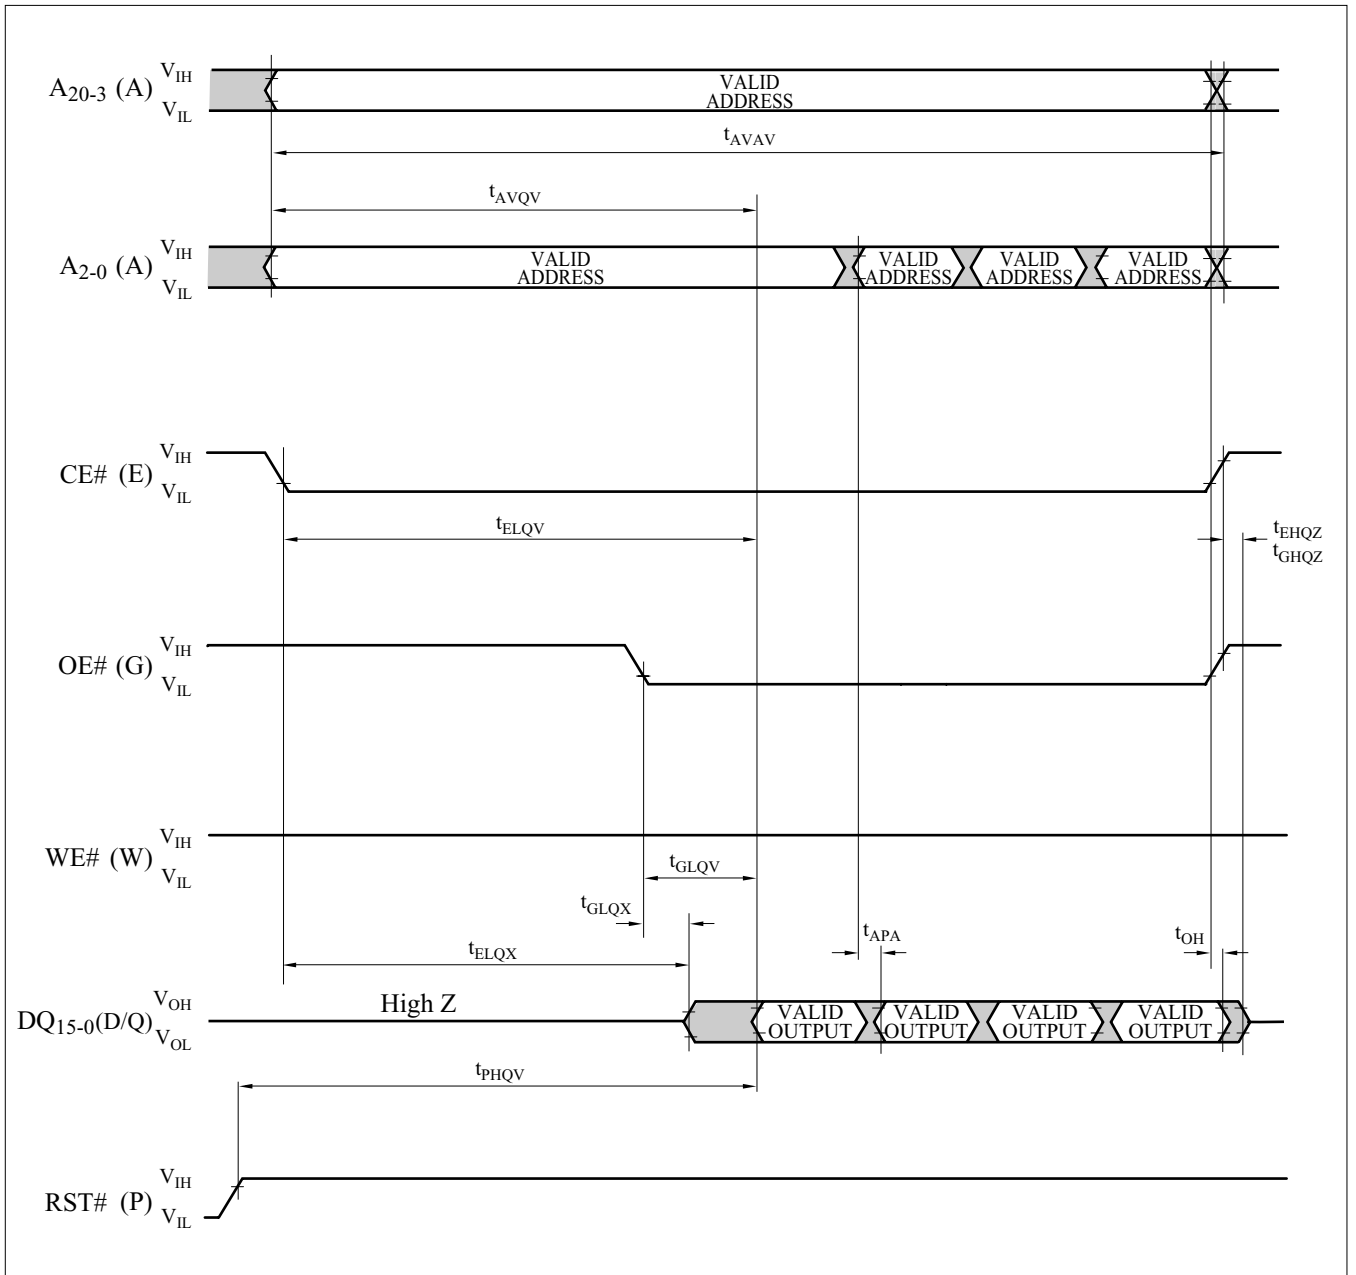 A20-3 (A) VIH
VIL
VALID
ADDRESS
tAVAV
tAVQV
A2-0 (A) VIH
VIL
VALID
ADDRESS
VALID
ADDRESS
VALID
ADDRESS
VALID
ADDRESS
CE# (E) VIH
VIL
tELQV
tEHQZ
tGHQZ
OE# (G) VIH
VIL
WE# (W) VIH
VIL
tGLQV
tGLQX
tELQX
tAPA
tOH
DQ15-0(D/Q) VOH
VOL
High Z
VALID
OUTPUT
VALID
OUTPUT
VALID
OUTPUT
VALID
OUTPUT
tPHQV
RST# (P) VIH
VIL